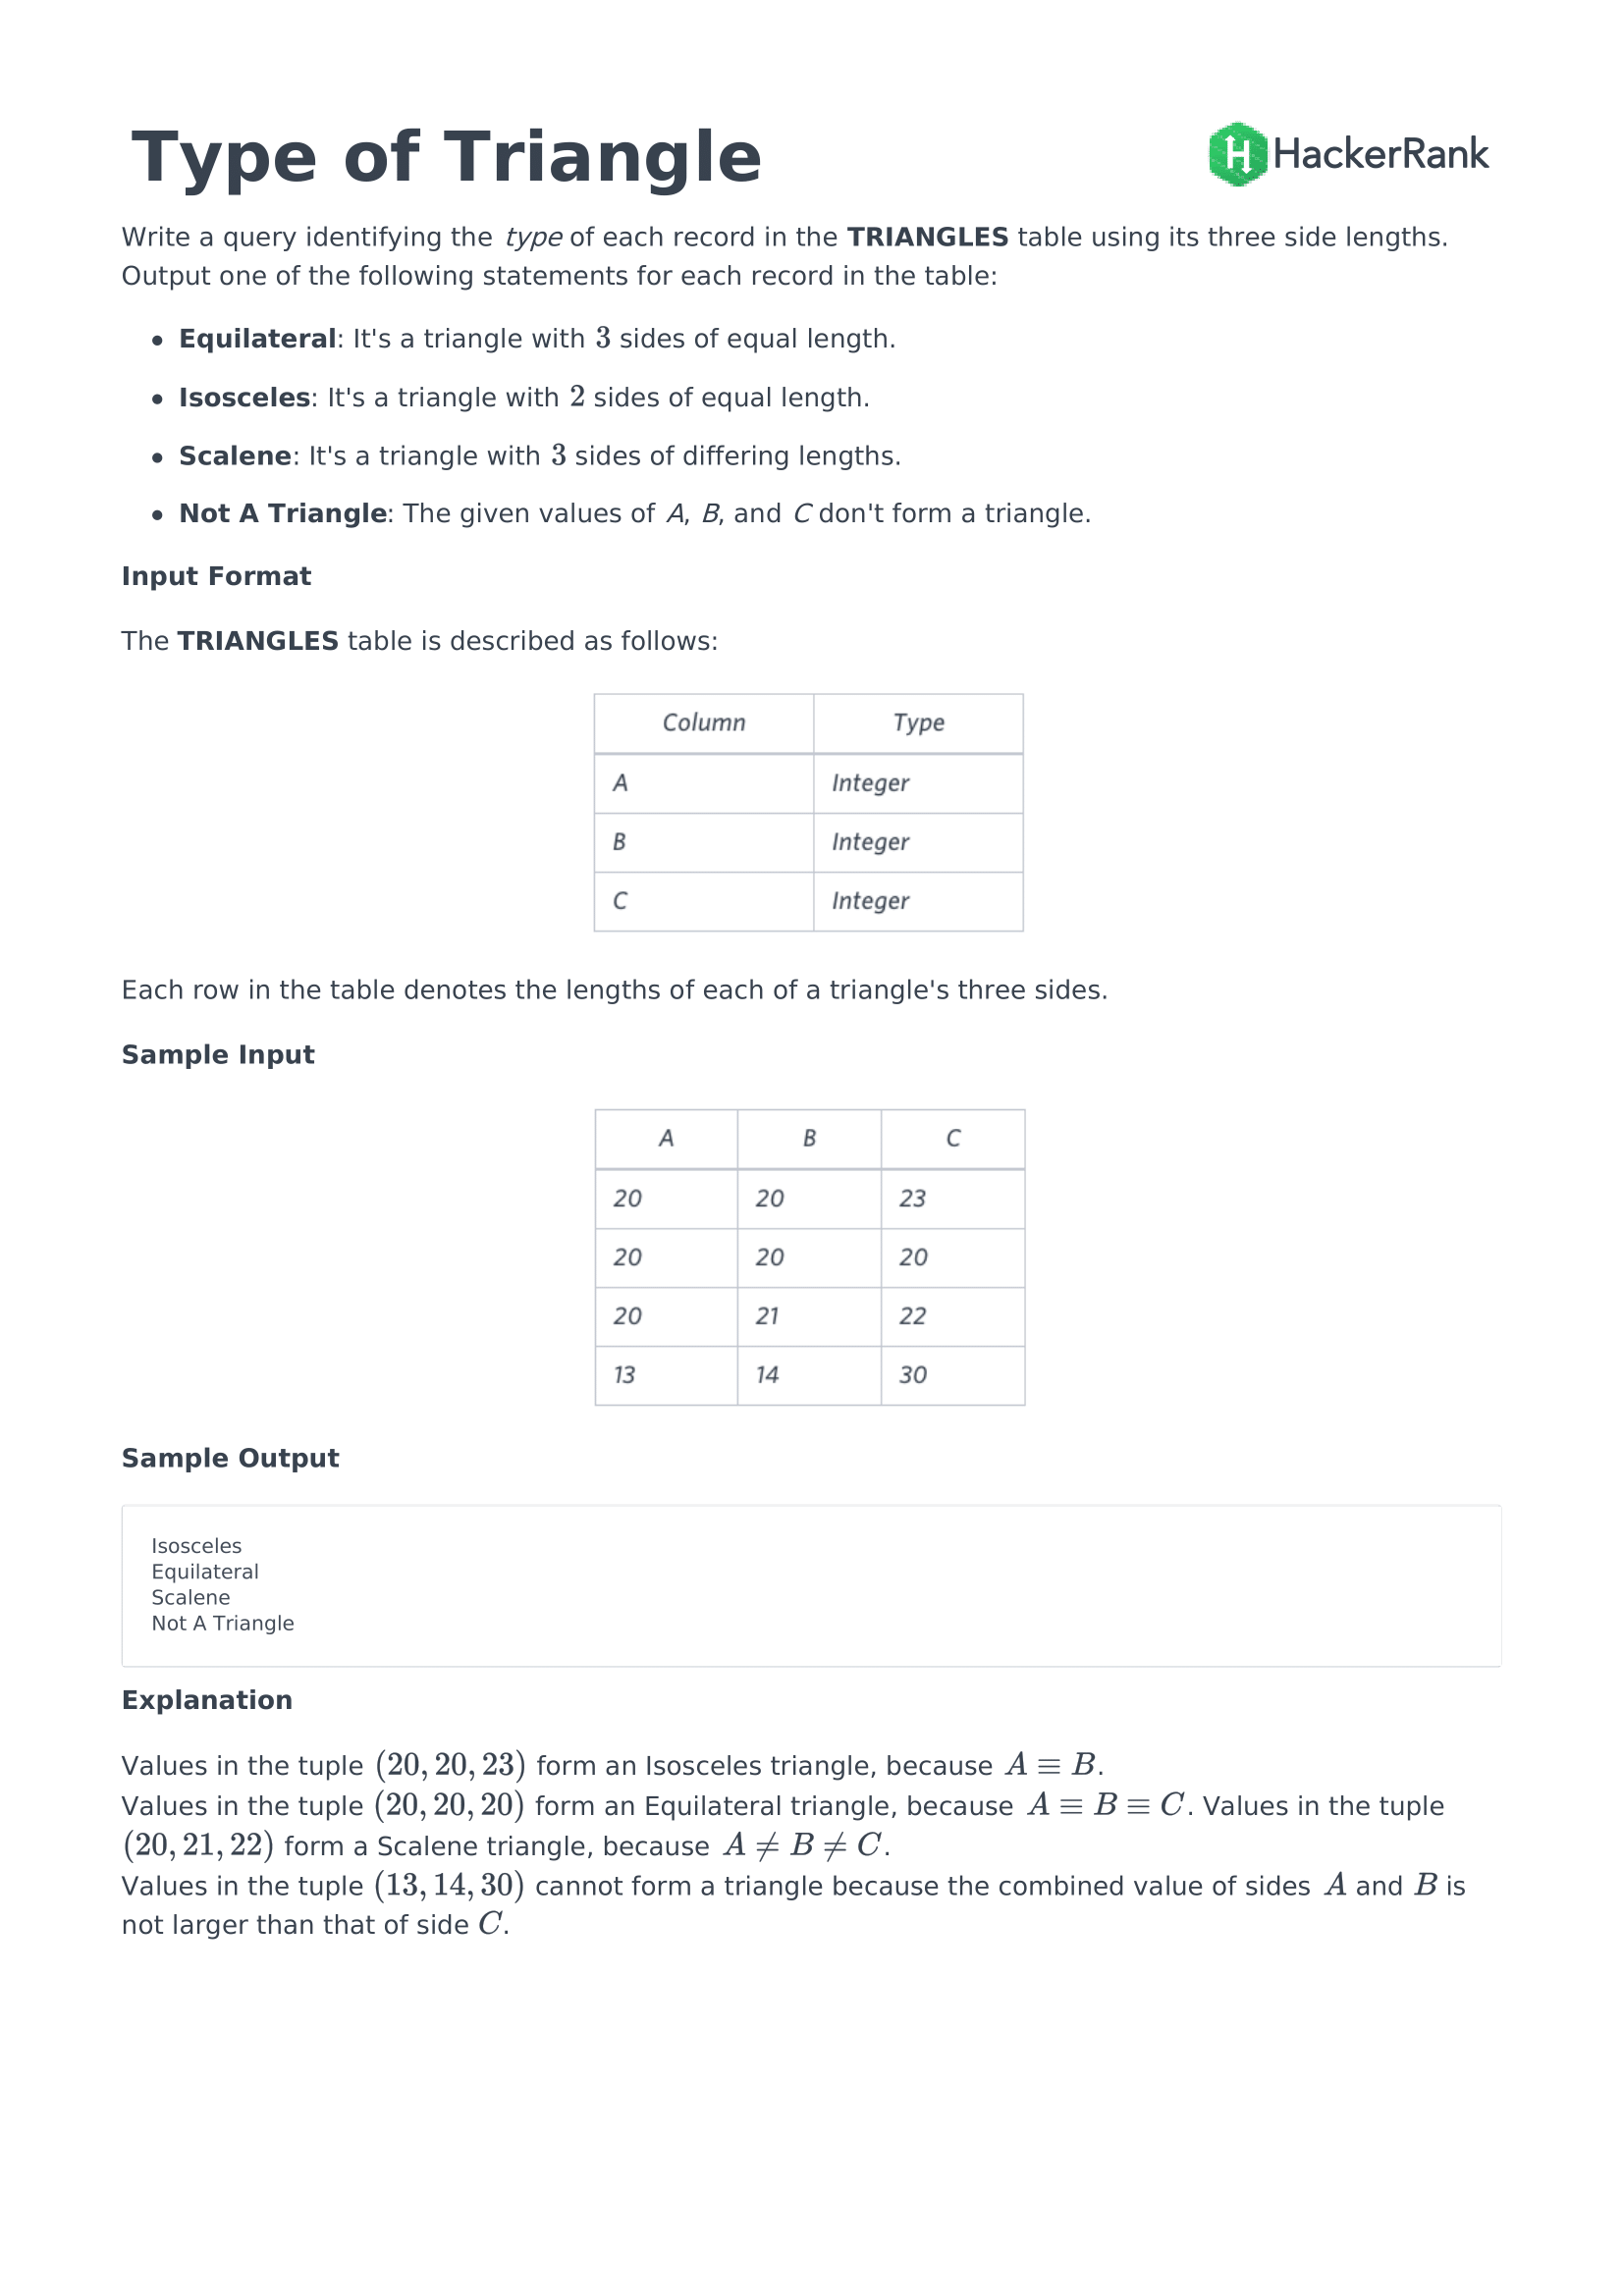 Type of Triangle
HackerRank
Write a query identifying the type of each record in the TRIANGLES table using its three side lengths.
Output one of the following statements for each record in the table:
• Equilateral: It's a triangle with 3 sides of equal length.
• Isosceles: It's a triangle with 2 sides of equal length.
• Scalene: It's a triangle with 3 sides of differing lengths.
• Not A Triangle: The given values of A, B, and C don't form a triangle.
Input Format
The TRIANGLES table is described as follows:
Column Type
A Integer
B Integer
C Integer
Each row in the table denotes the lengths of each of a triangle's three sides.
Sample Input
A B C
20 20 23
20 20 20
20 21 22
13 14 30
Sample Output
Isosceles
Equilateral
Scalene
Not A Triangle
Explanation
Values in the tuple (20, 20, 23) form an Isosceles triangle, because A ≡ B.
Values in the tuple (20, 20, 20) form an Equilateral triangle, because A ≡ B ≡ C. Values in the tuple
(20, 21, 22) form a Scalene triangle, because A ≠ B ≠ C.
Values in the tuple (13, 14, 30) cannot form a triangle because the combined value of sides A and B is
not larger than that of side C.